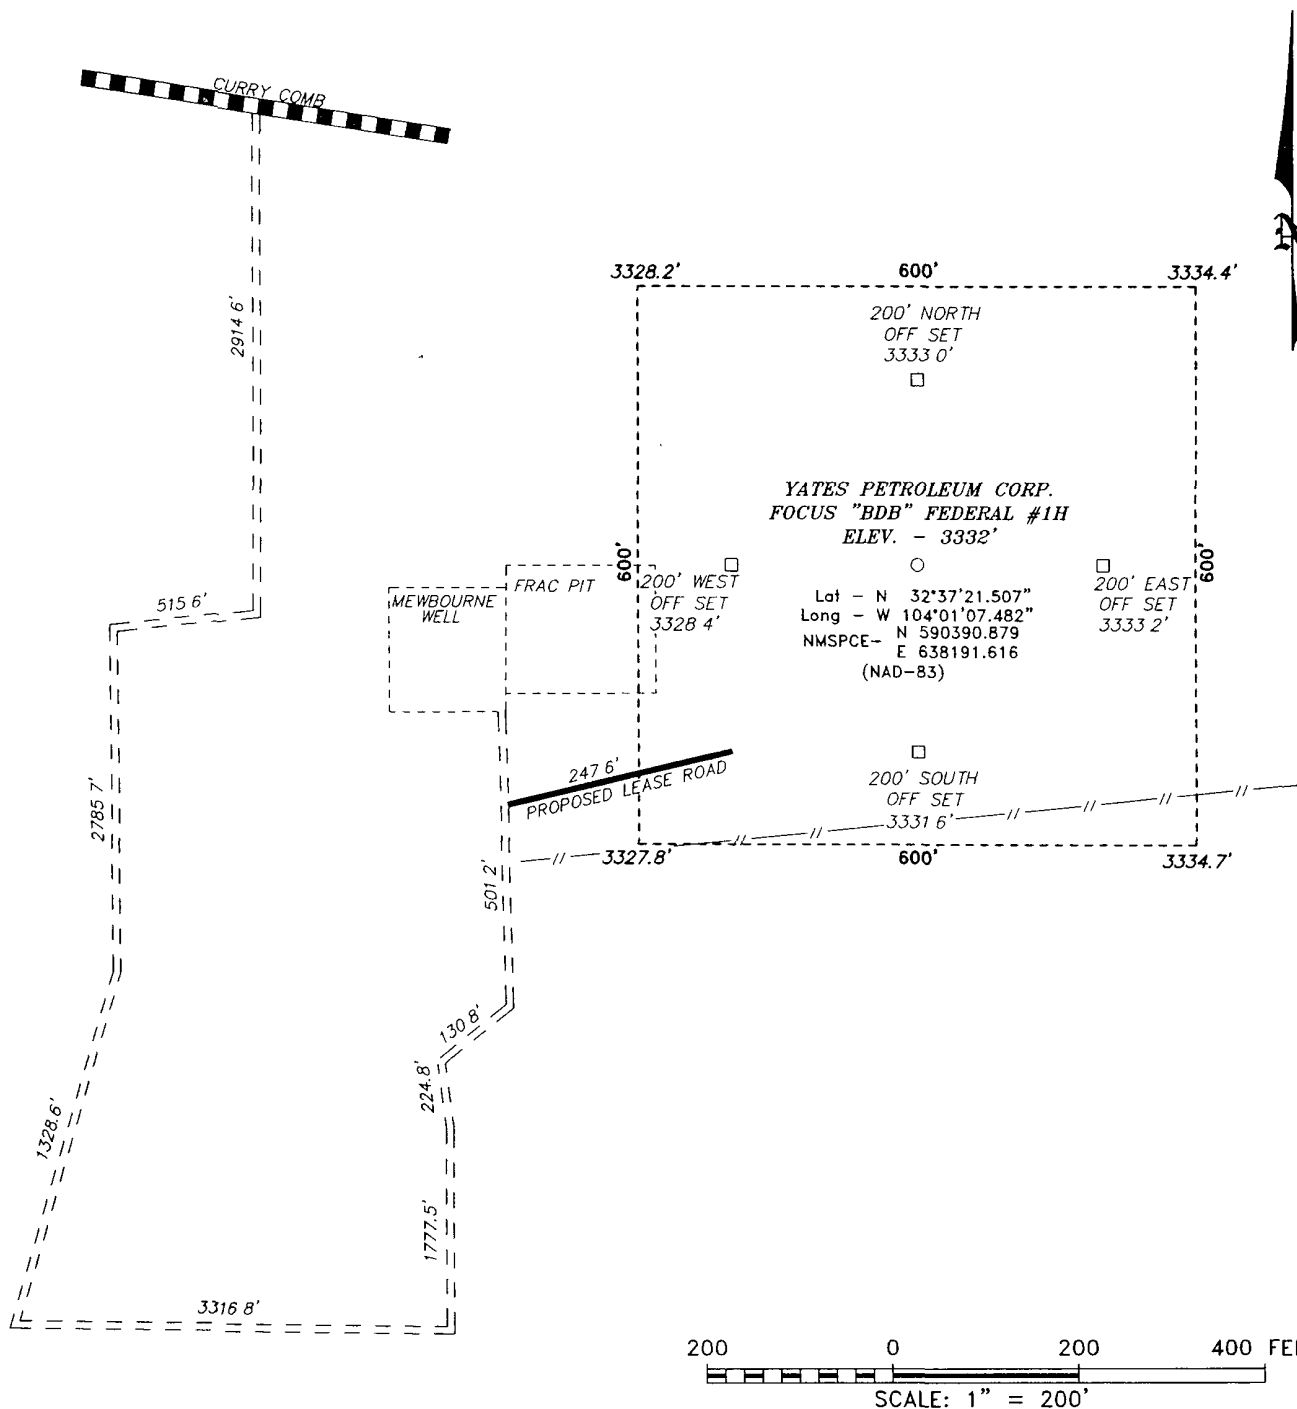 CURRY COMB
2914 6'
3328.2'
600'
3334.4'
200' NORTH
OFF SET
3333 0'
YATES PETROLEUM CORP.
FOCUS "BDB" FEDERAL #1H
ELEV. - 3332'
600'
600'
515 6'
MEWBOURNE
WELL
FRAC PIT
200' WEST
OFF SET
3328 4'
Lat - N 32°37'21.507"
Long - W 104°01'07.482"
NMSPCE- N 590390.879
E 638191.616
(NAD-83)
200' EAST
OFF SET
3333 2'
247 6'
PROPOSED LEASE ROAD
200' SOUTH
OFF SET
3331 6'
2785 7'
3327.8'
600'
3334.7'
501 2'
130 8'
224.8'
1328.6'
1777.5'
3316 8'
200 0 200 400
SCALE: 1" = 200'